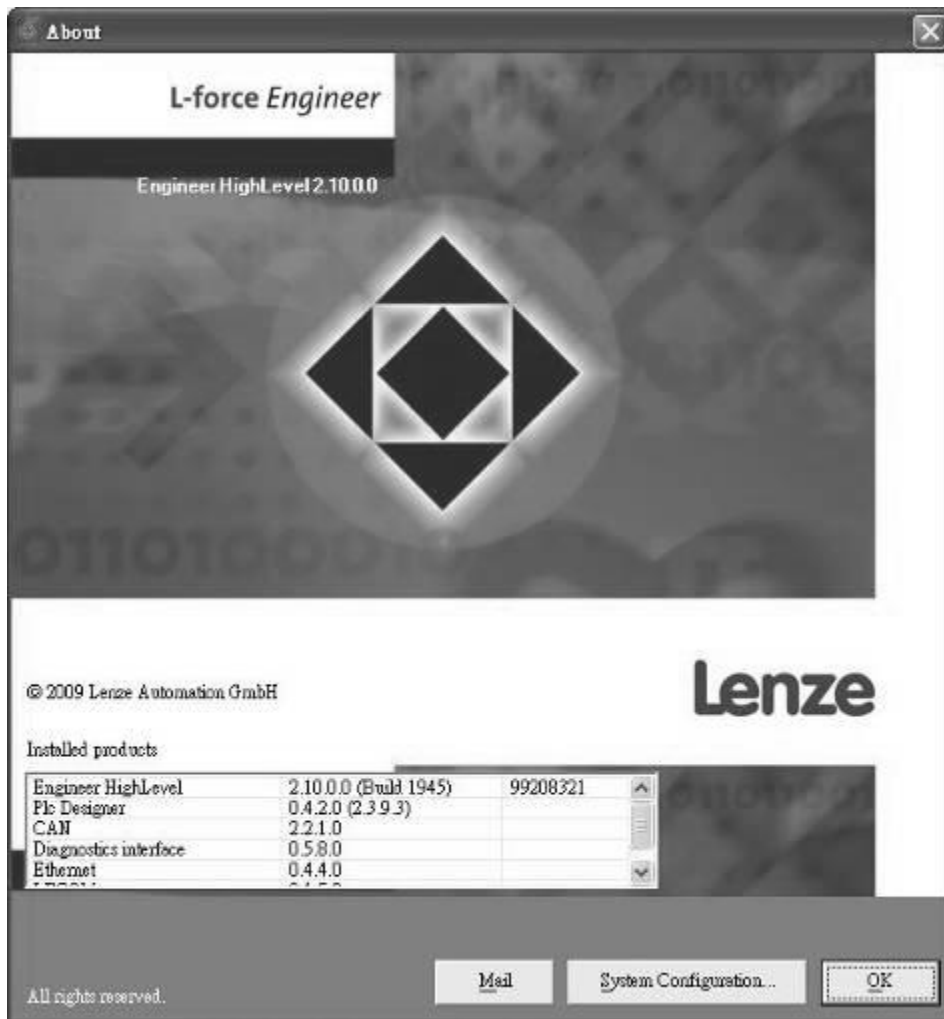 About
L-force Engineer
Engineer HighLevel 2.10.0.0
© 2009 Lenze Automation GmbH
Lenze
Installed products
Engineer HighLevel 2.10.0.0 (Build 1945) 99208321
Plc Designer 0.4.2.0 (2.3.9.3)
CAN 2.2.1.0
Diagnostics interface 0.5.8.0
Ethernet 0.4.4.0
All rights reserved.
Mail
System Configuration...
OK